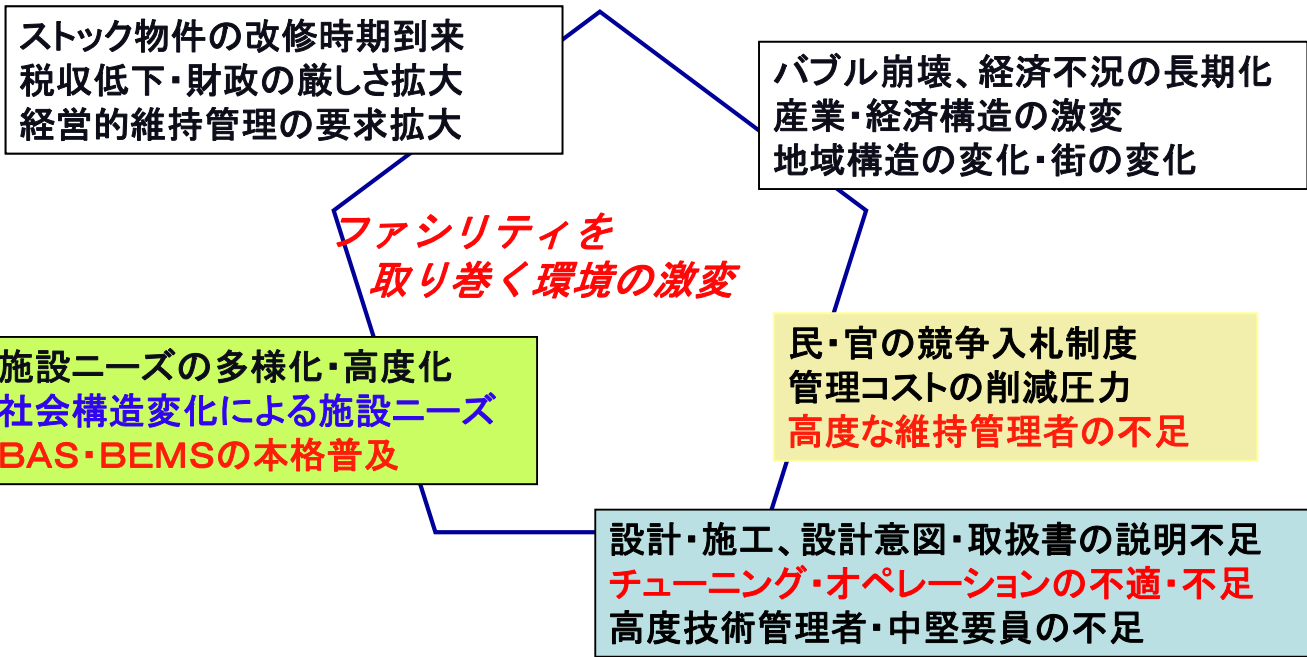 ストック物件の改修時期到来
税収低下・財政の厳しさ拡大
経営的維持管理の要求拡大
バブル崩壊、経済不況の長期化
産業・経済構造の激変
地域構造の変化・街の変化
ファシリティを
取り巻く環境の激変
施設ニーズの多様化・高度化
社会構造変化による施設ニーズ
BAS・BEMSの本格普及
民・官の競争入札制度
管理コストの削減圧力
高度な維持管理者の不足
設計・施工、設計意図・取扱書の説明不足
チューニング・オペレーションの不適・不足
高度技術管理者・中堅要員の不足